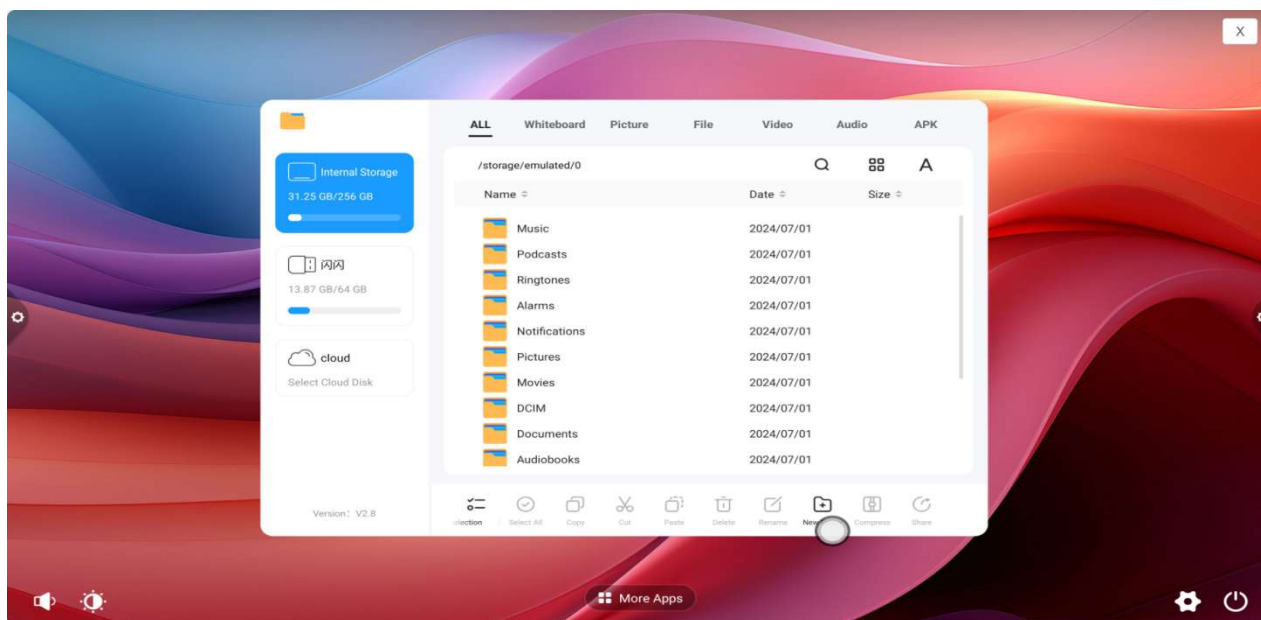 X
ALL Whiteboard Picture File Video Audio APK
Internal Storage
31.25 GB/256 GB
闪闪
13.87 GB/64 GB
cloud
Select Cloud Disk
Version: V2.8
/storage/emulated/0 A
Name Date Size
Music 2024/07/01
Podcasts 2024/07/01
Ringtones 2024/07/01
Alarms 2024/07/01
Notifications 2024/07/01
Pictures 2024/07/01
Movies 2024/07/01
DCIM 2024/07/01
Documents 2024/07/01
Audiobooks 2024/07/01
election Select All Copy Cut Paste Delete Rename New Compress Share
More Apps